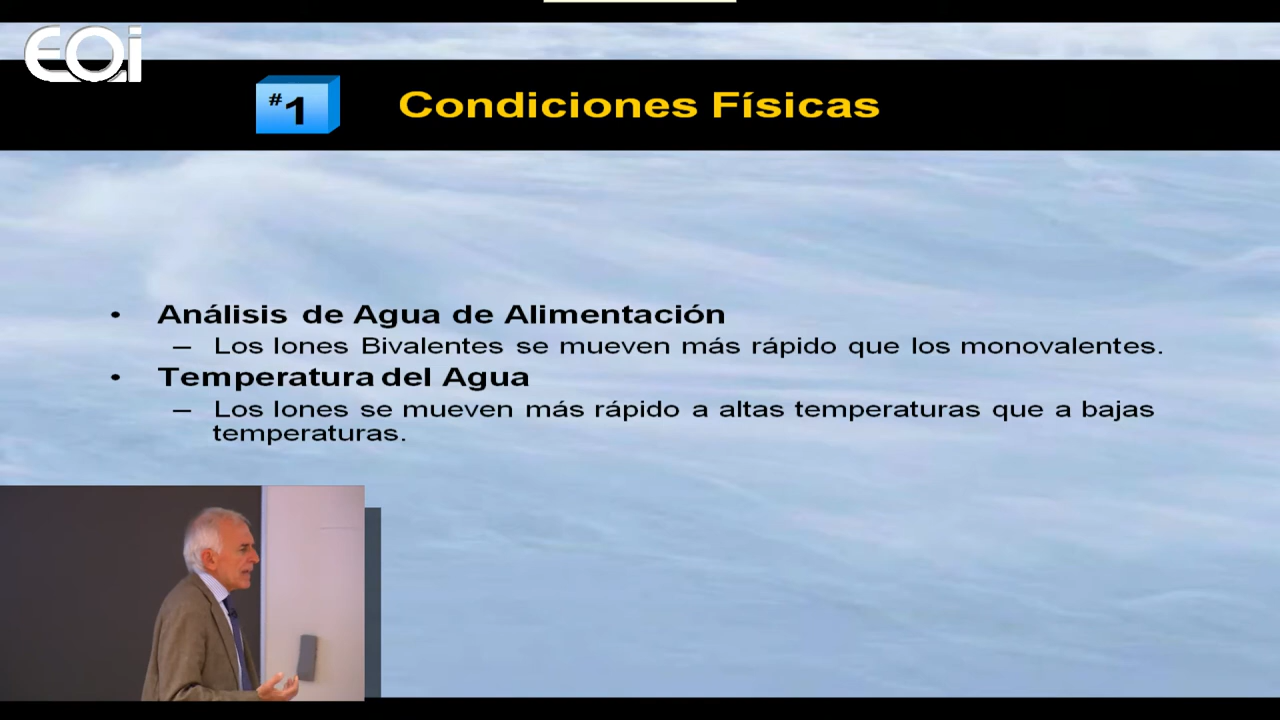 EOi
#1 Condiciones Físicas
• Análisis de Agua de Alimentación
– Los Iones Bivalentes se mueven más rápido que los monovalentes.
• Temperatura del Agua
– Los Iones se mueven más rápido a altas temperaturas que a bajas
temperaturas.